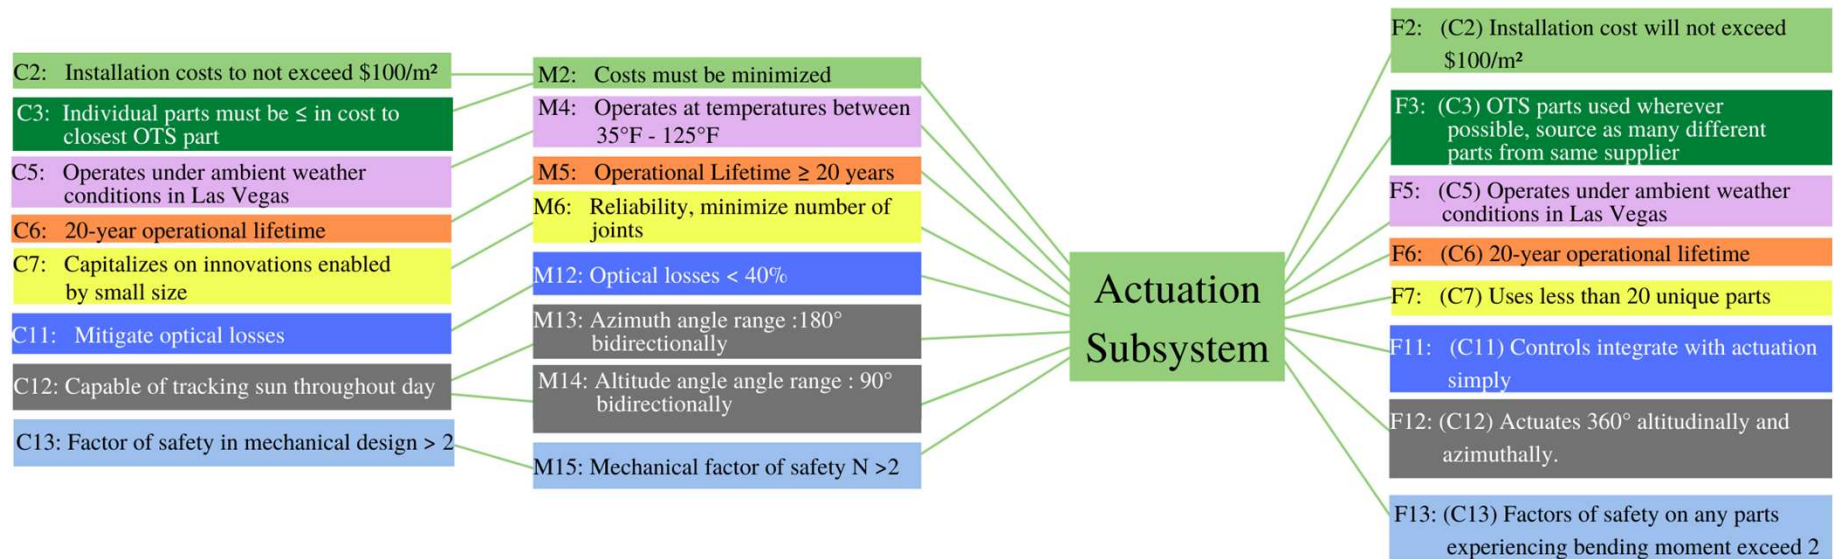 C2: Installation costs to not exceed $100/m²
C3: Individual parts must be ≤ in cost to
closest OTS part
C5: Operates under ambient weather
conditions in Las Vegas
C6: 20-year operational lifetime
C7: Capitalizes on innovations enabled
by small size
C11: Mitigate optical losses
C12: Capable of tracking sun throughout day
C13: Factor of safety in mechanical design > 2
M2: Costs must be minimized
M4: Operates at temperatures between
35°F - 125°F
M5: Operational Lifetime ≥ 20 years
M6: Reliability, minimize number of
joints
M12: Optical losses < 40%
M13: Azimuth angle range :180°
bidirectionally
M14: Altitude angle angle range : 90°
bidirectionally
M15: Mechanical factor of safety N >2
Actuation
Subsystem
F2: (C2) Installation cost will not exceed
$100/m²
F3: (C3) OTS parts used wherever
possible, source as many different
parts from same supplier
F5: (C5) Operates under ambient weather
conditions in Las Vegas
F6: (C6) 20-year operational lifetime
F7: (C7) Uses less than 20 unique parts
F11: (C11) Controls integrate with actuation
simply
F12: (C12) Actuates 360° altitudinally and
azimuthally.
F13: (C13) Factors of safety on any parts
experiencing bending moment exceed 2